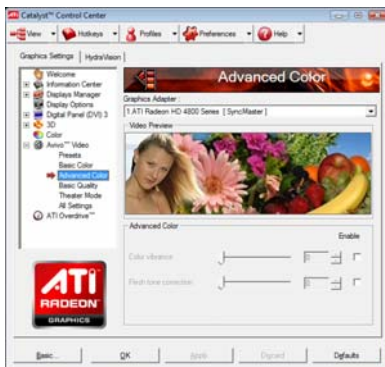 Catalyst™ Control Center
View Hotkeys Profiles Preferences Help
Graphics Settings HydraVision
Welcome
Information Center
Displays Manager
Display Options
Digital Panel (DVI) 3
3D
Color
Avivo™ Video
Presets
Basic Color
Advanced Color
Basic Quality
Theater Mode
All Settings
ATI Overdrive™
ATI
RADEON
GRAPHICS
Advanced Color
Graphics Adapter :
1.ATI Radeon HD 4800 Series [ SyncMaster ]
Video Preview
Advanced Color
Enable
Color vibrance
0
Flesh tone correction
0
Basic... OK Apply Discard Defaults